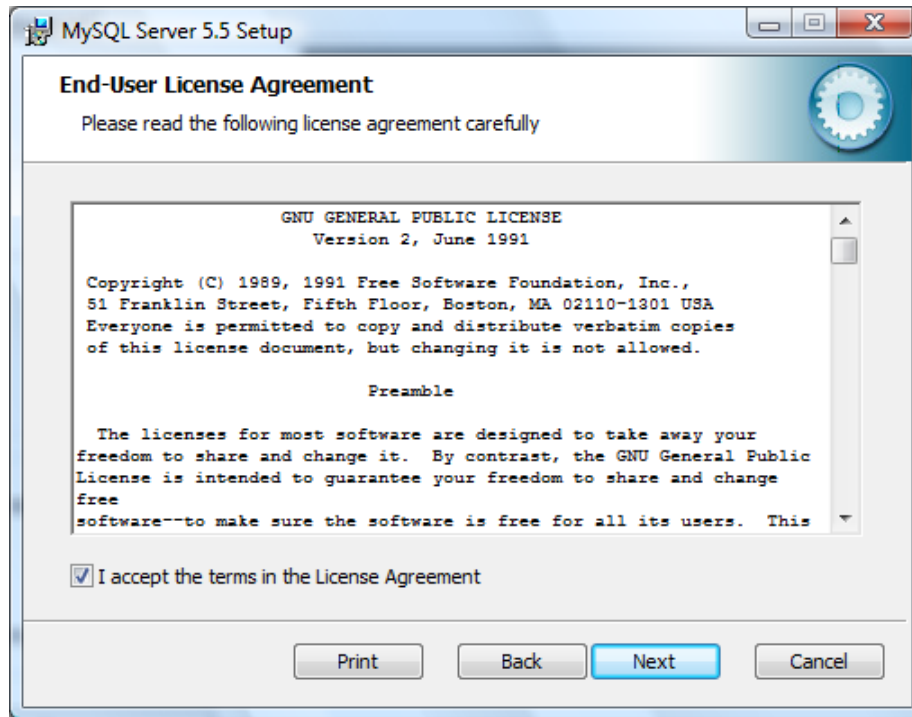 MySQL Server 5.5 Setup
End-User License Agreement
Please read the following license agreement carefully
GNU GENERAL PUBLIC LICENSE
Version 2, June 1991
Copyright (C) 1989, 1991 Free Software Foundation, Inc.,
51 Franklin Street, Fifth Floor, Boston, MA 02110-1301 USA
Everyone is permitted to copy and distribute verbatim copies
of this license document, but changing it is not allowed.
Preamble
The licenses for most software are designed to take away your
freedom to share and change it.  By contrast, the GNU General Public
License is intended to guarantee your freedom to share and change
free
software--to make sure the software is free for all its users.  This
I accept the terms in the License Agreement
Print Back Next Cancel